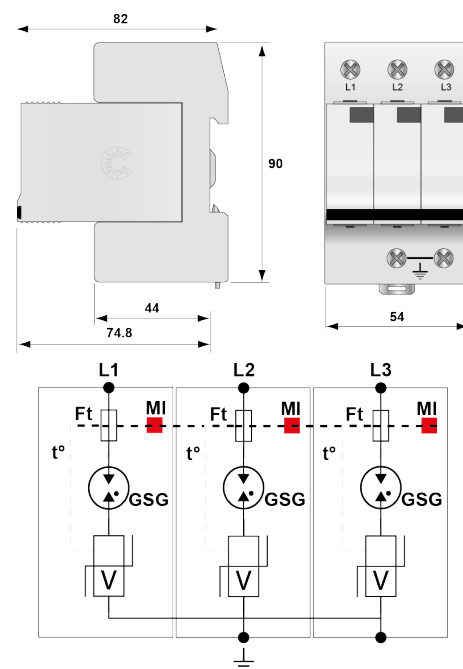 82
L1 L2 L3
90
44
74.8
54
L1 L2 L3
Ft MI Ft MI Ft MI
t° t° t°
GSG GSG GSG
V V V